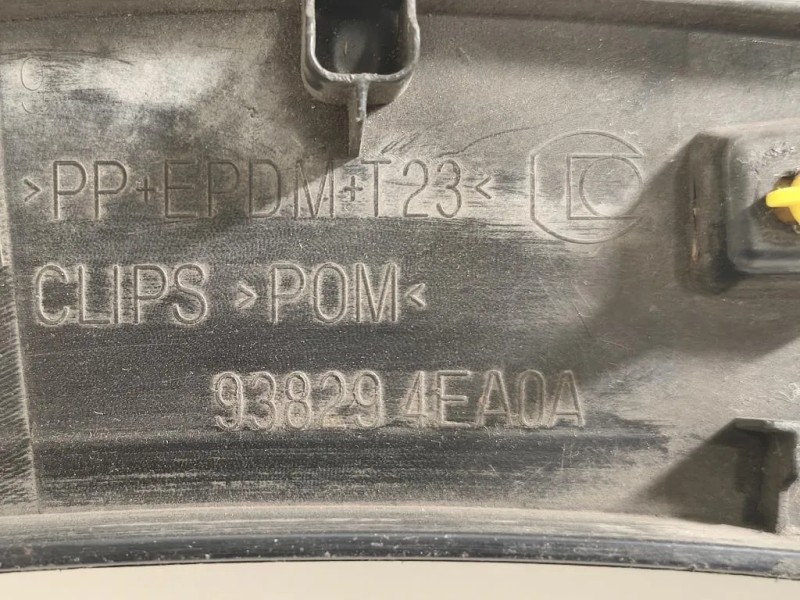 >PP+EPDM+T23<
CLIPS >POM<
93829 4EA0A